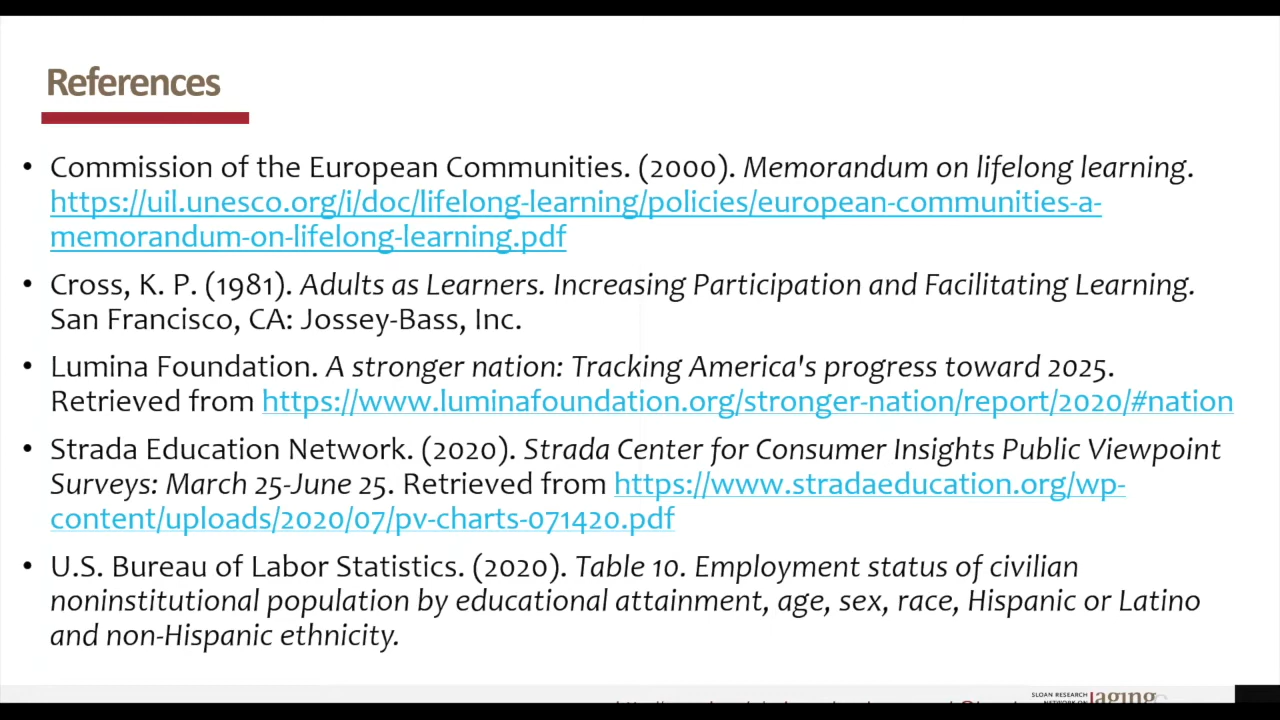 References
• Commission of the European Communities. (2000). Memorandum on lifelong learning.
https://uil.unesco.org/i/doc/lifelong-learning/policies/european-communities-a-
memorandum-on-lifelong-learning.pdf
• Cross, K. P. (1981). Adults as Learners. Increasing Participation and Facilitating Learning.
San Francisco, CA: Jossey-Bass, Inc.
• Lumina Foundation. A stronger nation: Tracking America's progress toward 2025.
Retrieved from https://www.luminafoundation.org/stronger-nation/report/2020/#nation
• Strada Education Network. (2020). Strada Center for Consumer Insights Public Viewpoint
Surveys: March 25-June 25. Retrieved from https://www.stradaeducation.org/wp-
content/uploads/2020/07/pv-charts-071420.pdf
• U.S. Bureau of Labor Statistics. (2020). Table 10. Employment status of civilian
noninstitutional population by educational attainment, age, sex, race, Hispanic or Latino
and non-Hispanic ethnicity.
SLOAN RESEARCH
NETWORK ON
aging